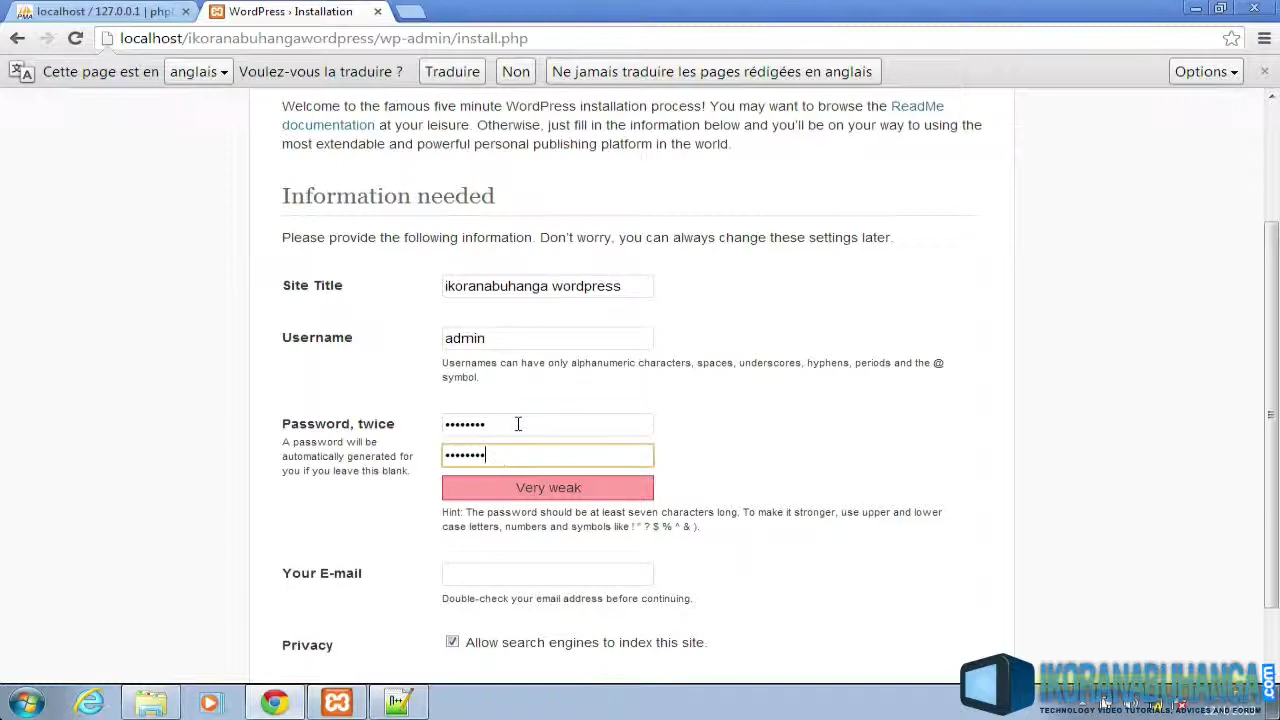 localhost / 127.0.0.1 | php
WordPress › Installation
localhost/ikoranabuhangawordpress/wp-admin/install.php
Cette page est en anglais Voulez-vous la traduire ? Traduire Non Ne jamais traduire les pages rédigées en anglais Options
Welcome to the famous five minute WordPress installation process! You may want to browse the ReadMe
documentation at your leisure. Otherwise, just fill in the information below and you'll be on your way to using the
most extendable and powerful personal publishing platform in the world.
Information needed
Please provide the following information. Don't worry, you can always change these settings later.
Site Title ikoranabuhanga wordpress
Username admin
Usernames can have only alphanumeric characters, spaces, underscores, hyphens, periods and the @
symbol.
Password, twice ••••••••
A password will be
automatically generated for
you if you leave this blank.
••••••••
Very weak
Hint: The password should be at least seven characters long. To make it stronger, use upper and lower
case letters, numbers and symbols like ! " ? $ % ^ & ).
Your E-mail
Double-check your email address before continuing.
Privacy Allow search engines to index this site.
IKORANABUHANGA.com
TECHNOLOGY VIDEO TUTORIALS, ADVICES AND FORUM